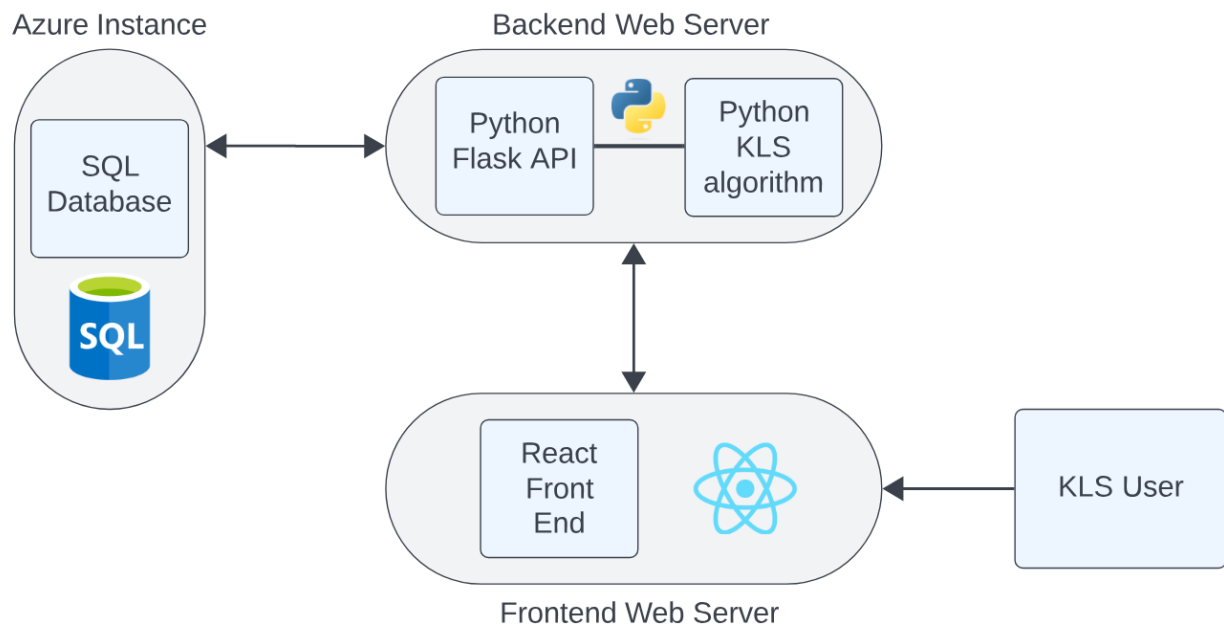 Azure Instance
Backend Web Server
SQL
Database
SQL
Python
Flask API
Python
KLS
algorithm
React
Front
End
KLS User
Frontend Web Server